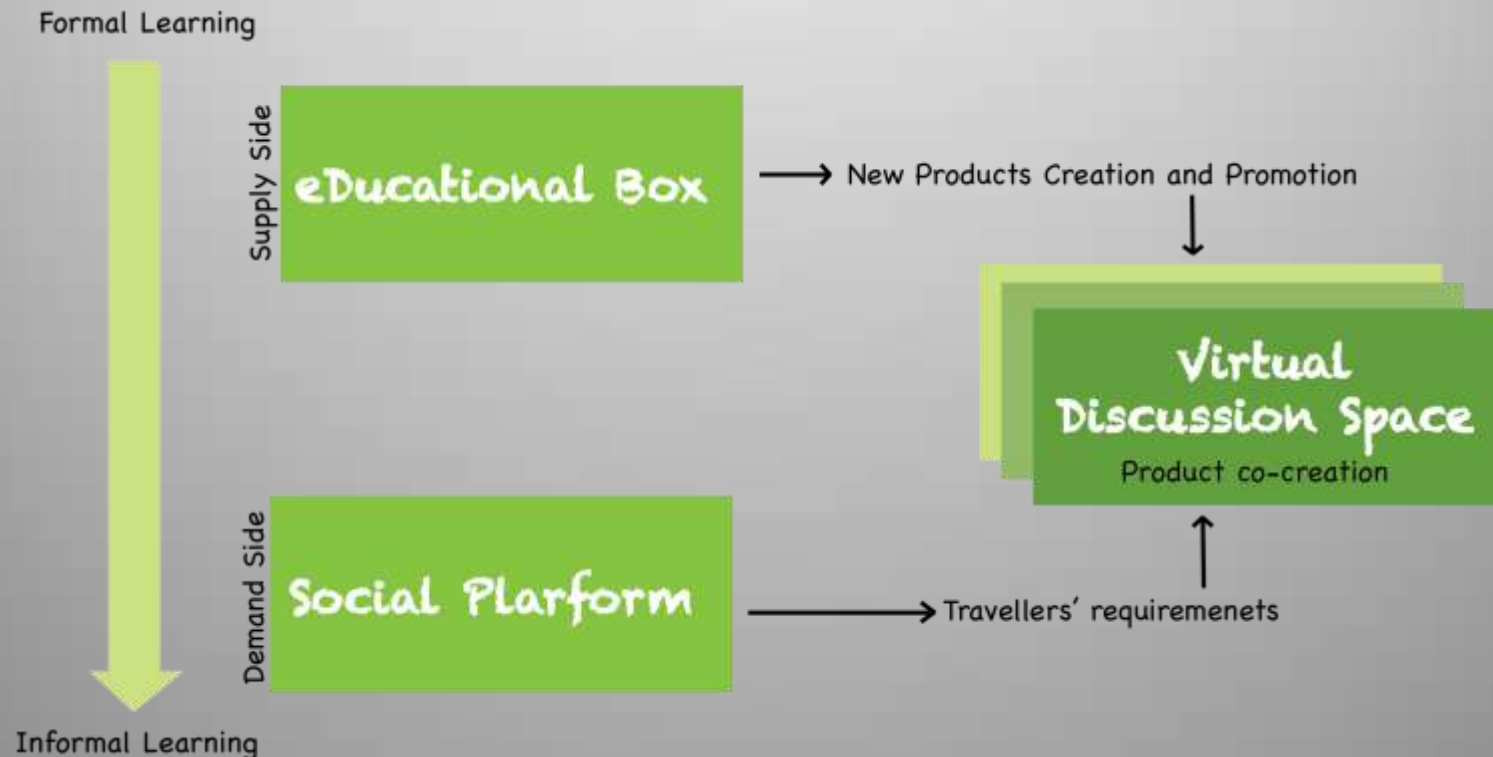 Formal Learning
Supply Side
eDucational Box
New Products Creation and Promotion
Virtual
Discussion Space
Product co-creation
Demand Side
Social Plarform
Travellers' requiremenets
Informal Learning